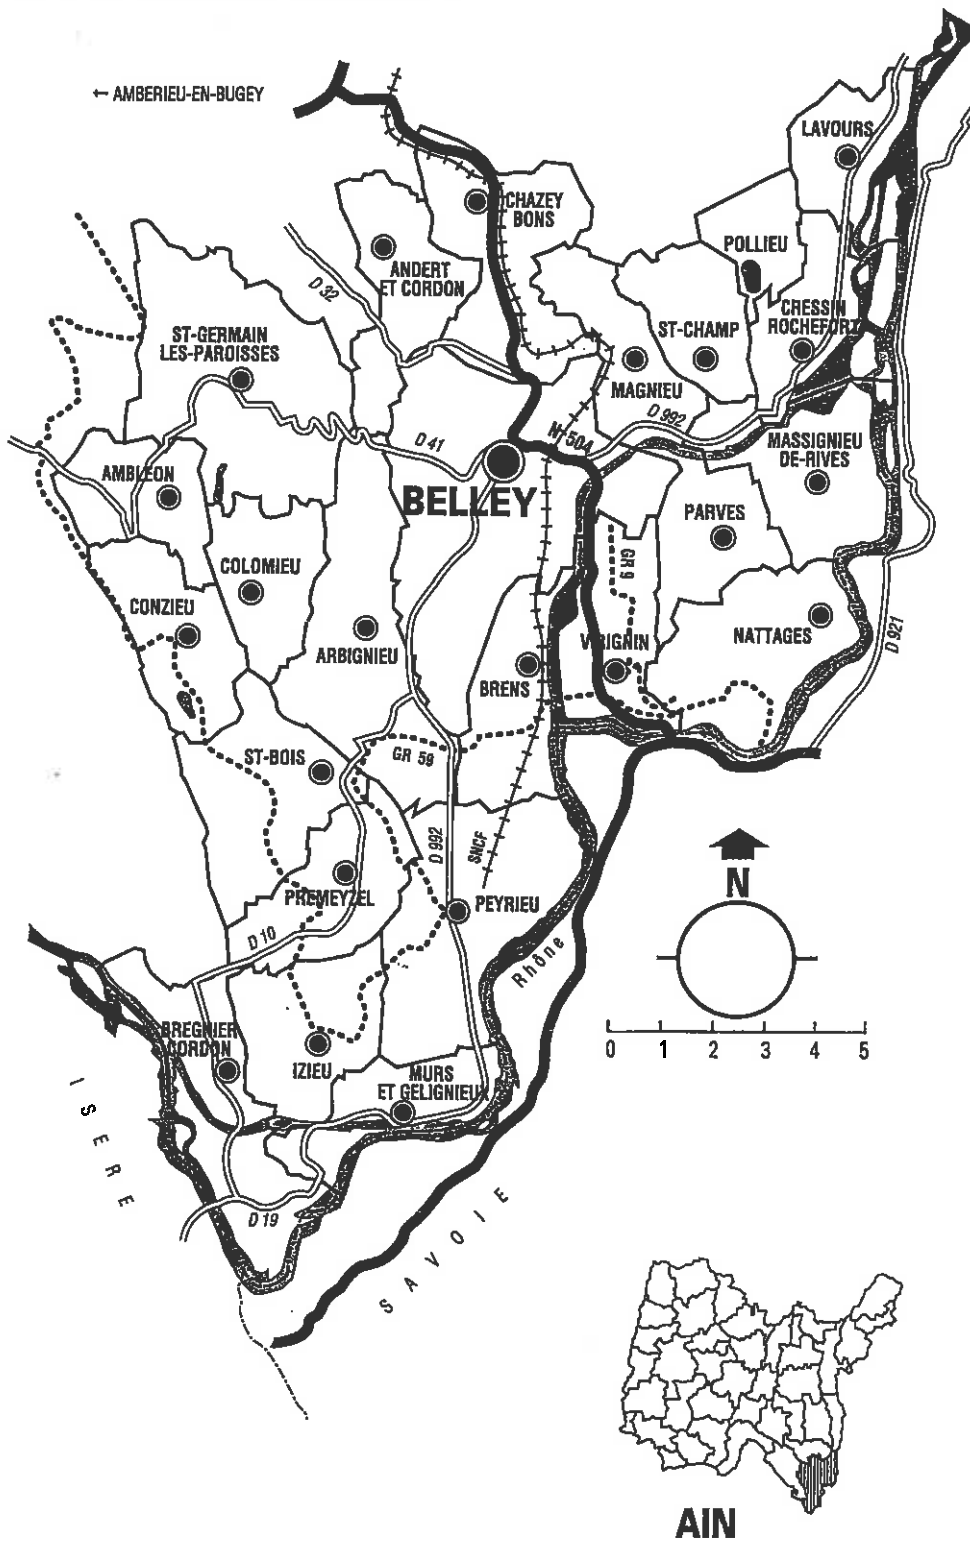 ← AMBERIEU-EN-BUGEY
LAVOURS
CHAZEY
BONS
POLLIEU
ANDERT
ET CORDON
D 32
CRESSIN
ROCHEFORT
ST-GERMAIN
LES-PAROISSES
ST-CHAMP
MAGNIEU
D 992
N 504
D 41
MASSIGNIEU
DE-RIVES
AMBLEON
BELLEY
PARVES
GR 9
COLOMIEU
CONZIEU
ARBIGNIEU
VIRIGNIN
NATTAGES
D 921
BRENS
ST-BOIS
GR 59
D 992
SNCF
N
PREMEYZEL
PEYRIEU
D 10
Rhône
0 1 2 3 4 5
BREGNIER
CORDON
IZIEU
MURS
ET GELIGNIEUX
ISERE
D 19
SAVOIE
AIN